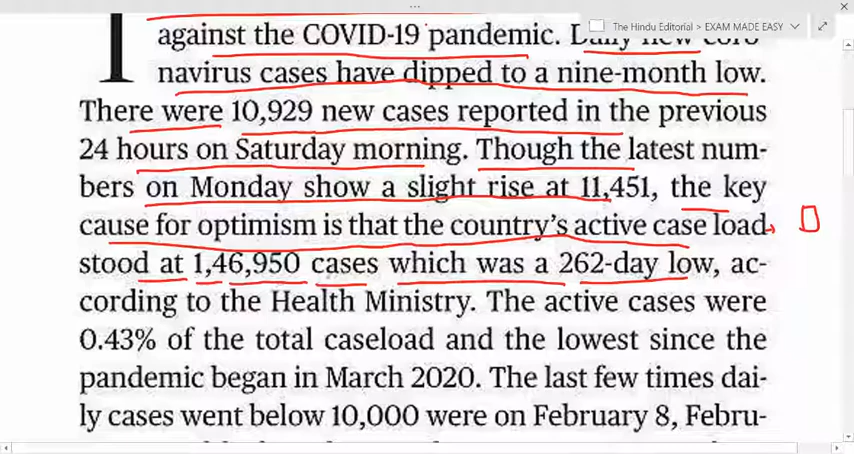 The Hindu Editorial > EXAM MADE EASY
I
against the COVID-19 pandemic. Daily new coro
navirus cases have dipped to a nine-month low.
There were 10,929 new cases reported in the previous
24 hours on Saturday morning. Though the latest num-
bers on Monday show a slight rise at 11,451, the key
cause for optimism is that the country’s active case load
stood at 1,46,950 cases which was a 262-day low, ac-
cording to the Health Ministry. The active cases were
0.43% of the total caseload and the lowest since the
pandemic began in March 2020. The last few times dai-
ly cases went below 10,000 were on February 8, Febru-